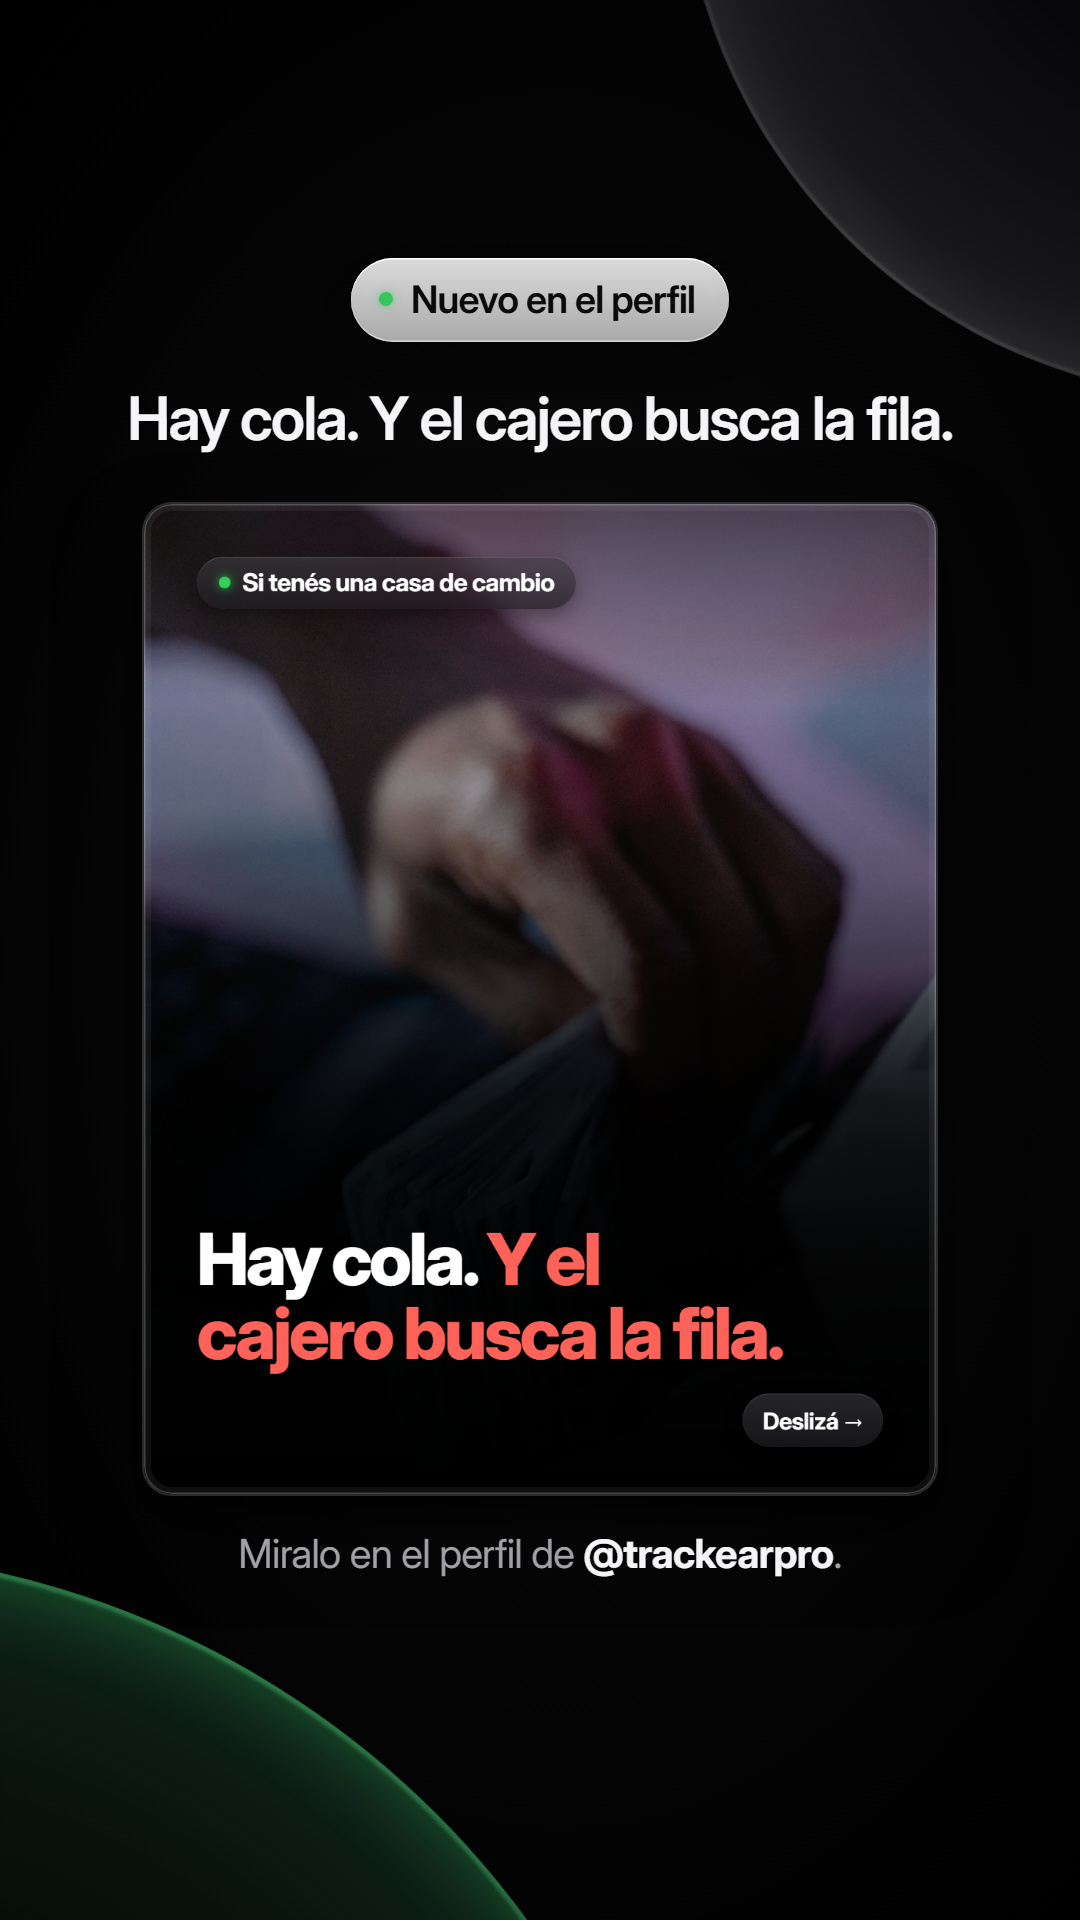 Nuevo en el perfil
Hay cola. Y el cajero busca la fila.
Si tenés una casa de cambio
Hay cola. Y el
cajero busca la fila.
Deslizá →
Miralo en el perfil de @trackearpro.